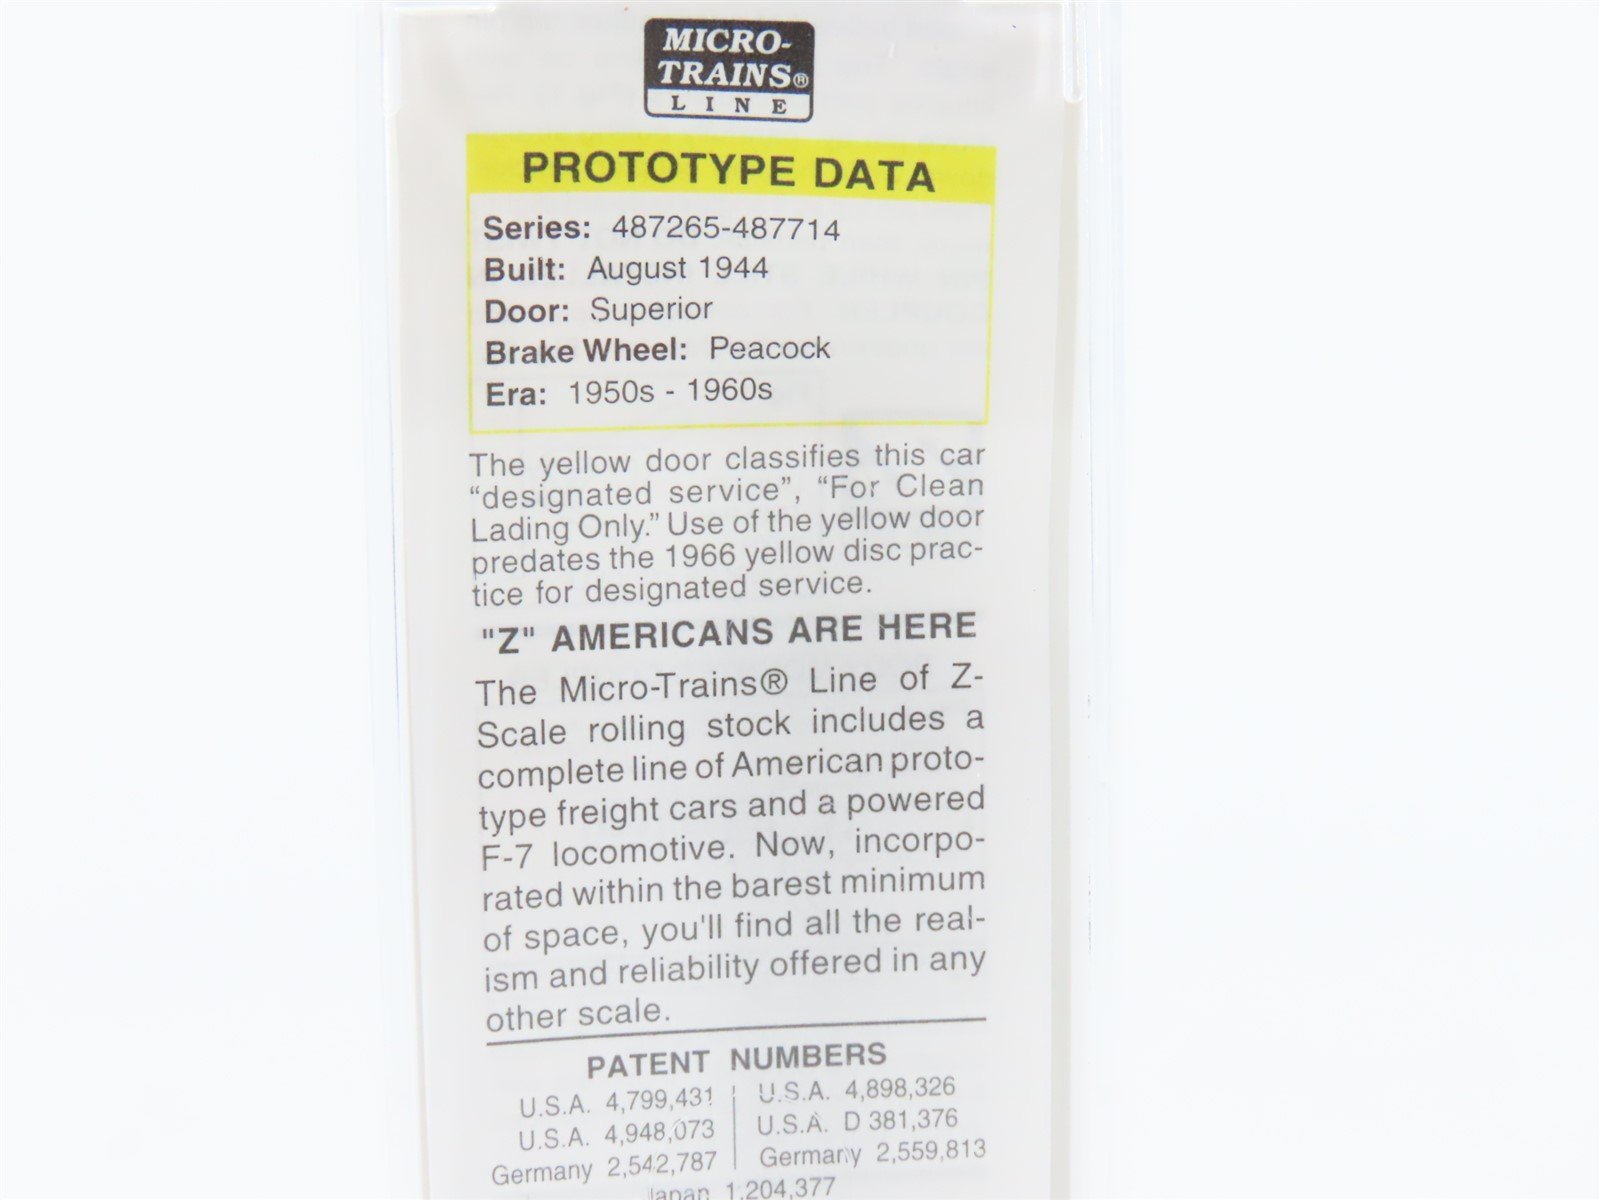 MICRO-
TRAINS®
LINE
PROTOTYPE DATA
Series: 487265-487714
Built: August 1944
Door: Superior
Brake Wheel: Peacock
Era: 1950s - 1960s
The yellow door classifies this car
“designated service”, “For Clean
Lading Only.” Use of the yellow door
predates the 1966 yellow disc prac-
tice for designated service.
"Z" AMERICANS ARE HERE
The Micro-Trains® Line of Z-
Scale rolling stock includes a
complete line of American proto-
type freight cars and a powered
F-7 locomotive. Now, incorpo-
rated within the barest minimum
of space, you'll find all the real-
ism and reliability offered in any
other scale.
PATENT NUMBERS
U.S.A. 4,799,431 U.S.A. 4,898,326
U.S.A. 4,948,073 U.S.A. D 381,376
Germany 2,542,787 Germany 2,559,813
Japan 1,204,377